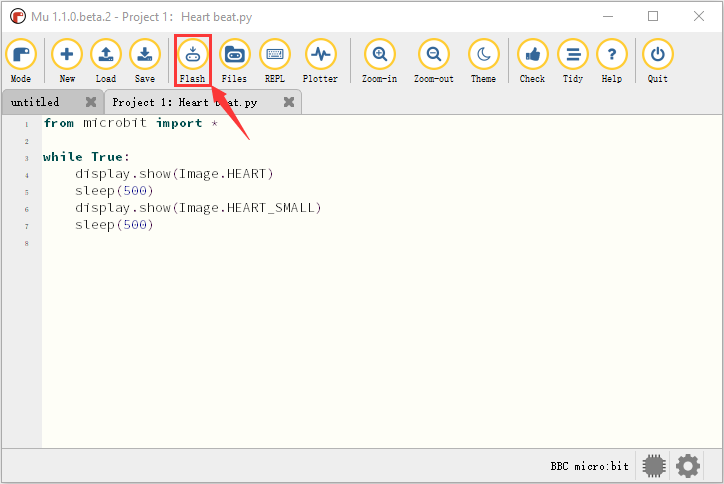 Mu 1.1.0.beta.2 - Project 1： Heart beat.py
Mode New Load Save Flash Files REPL Plotter Zoom-in Zoom-out Theme Check Tidy Help Quit
untitled Project 1: Heart beat.py
1 from microbit import *
2
3 while True:
4 display.show(Image.HEART)
5 sleep(500)
6 display.show(Image.HEART_SMALL)
7 sleep(500)
8
BBC micro:bit